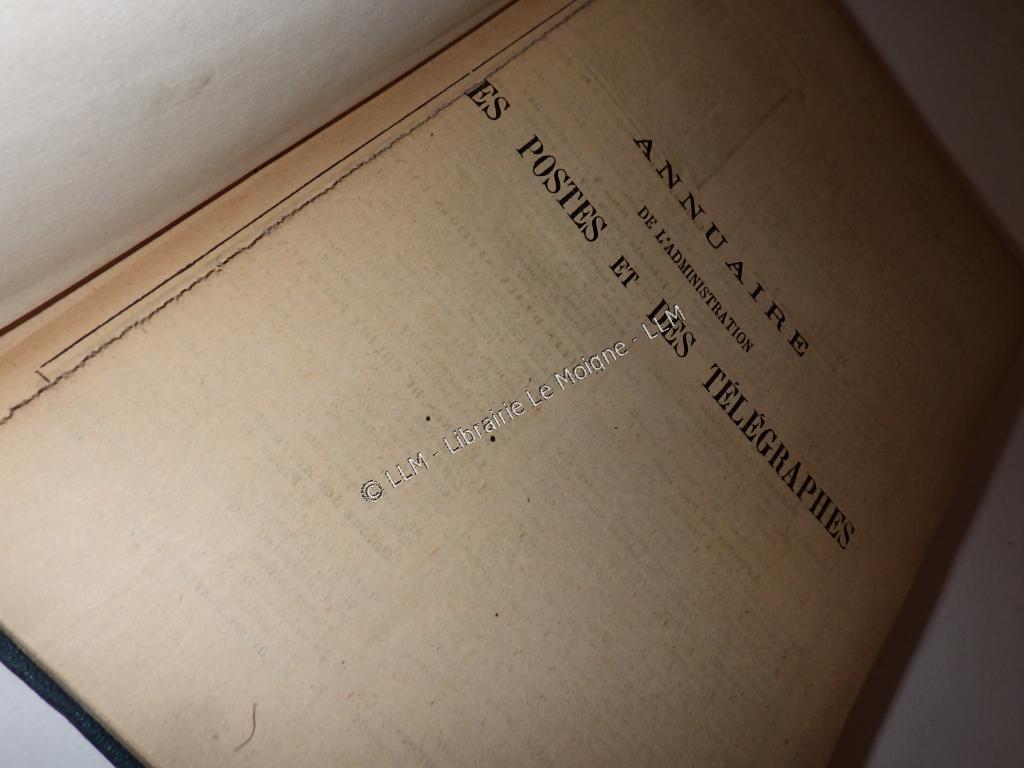 ANNUAIRE
DE L'ADMINISTRATION
ES POSTES ET DES TÉLÉGRAPHES
© LLM - Librairie Le Moigne - LLM